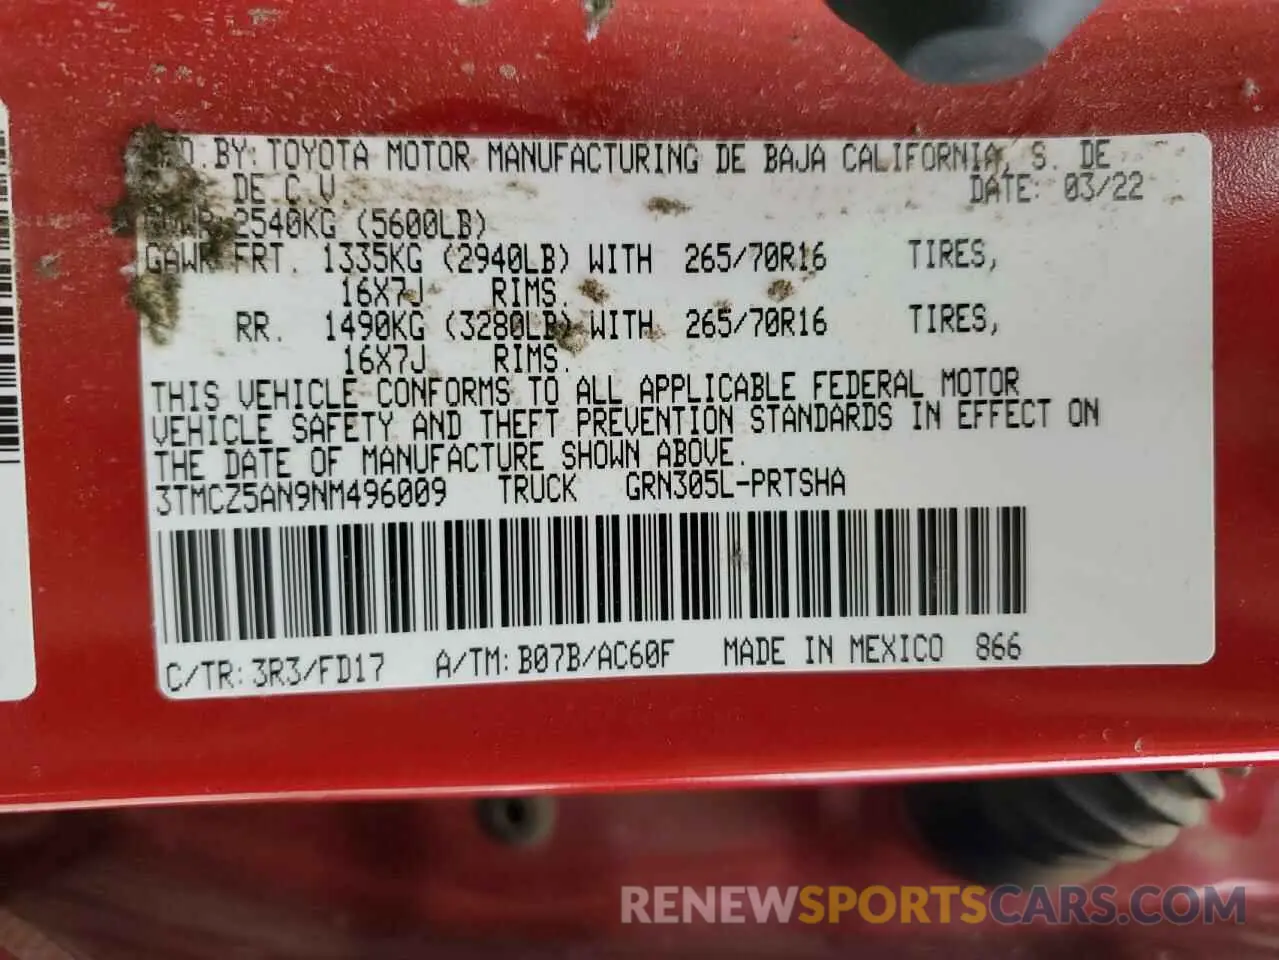 BY: TOYOTA MOTOR MANUFACTURING DE BAJA CALIFORNIA, S. DE
DE C.V. DATE: 03/22
2540KG (5600LB)
GAWR FRT. 1335KG (2940LB) WITH 265/70R16 TIRES,
16X7J RIMS.
RR. 1490KG (3280LB) WITH 265/70R16 TIRES,
16X7J RIMS.
THIS VEHICLE CONFORMS TO ALL APPLICABLE FEDERAL MOTOR
VEHICLE SAFETY AND THEFT PREVENTION STANDARDS IN EFFECT ON
THE DATE OF MANUFACTURE SHOWN ABOVE.
3TMCZ5AN9NM496009 TRUCK GRN305L-PRTSHA
C/TR: 3R3/FD17 A/TM: B07B/AC60F MADE IN MEXICO 866
RENEWSPORTSCARS.COM